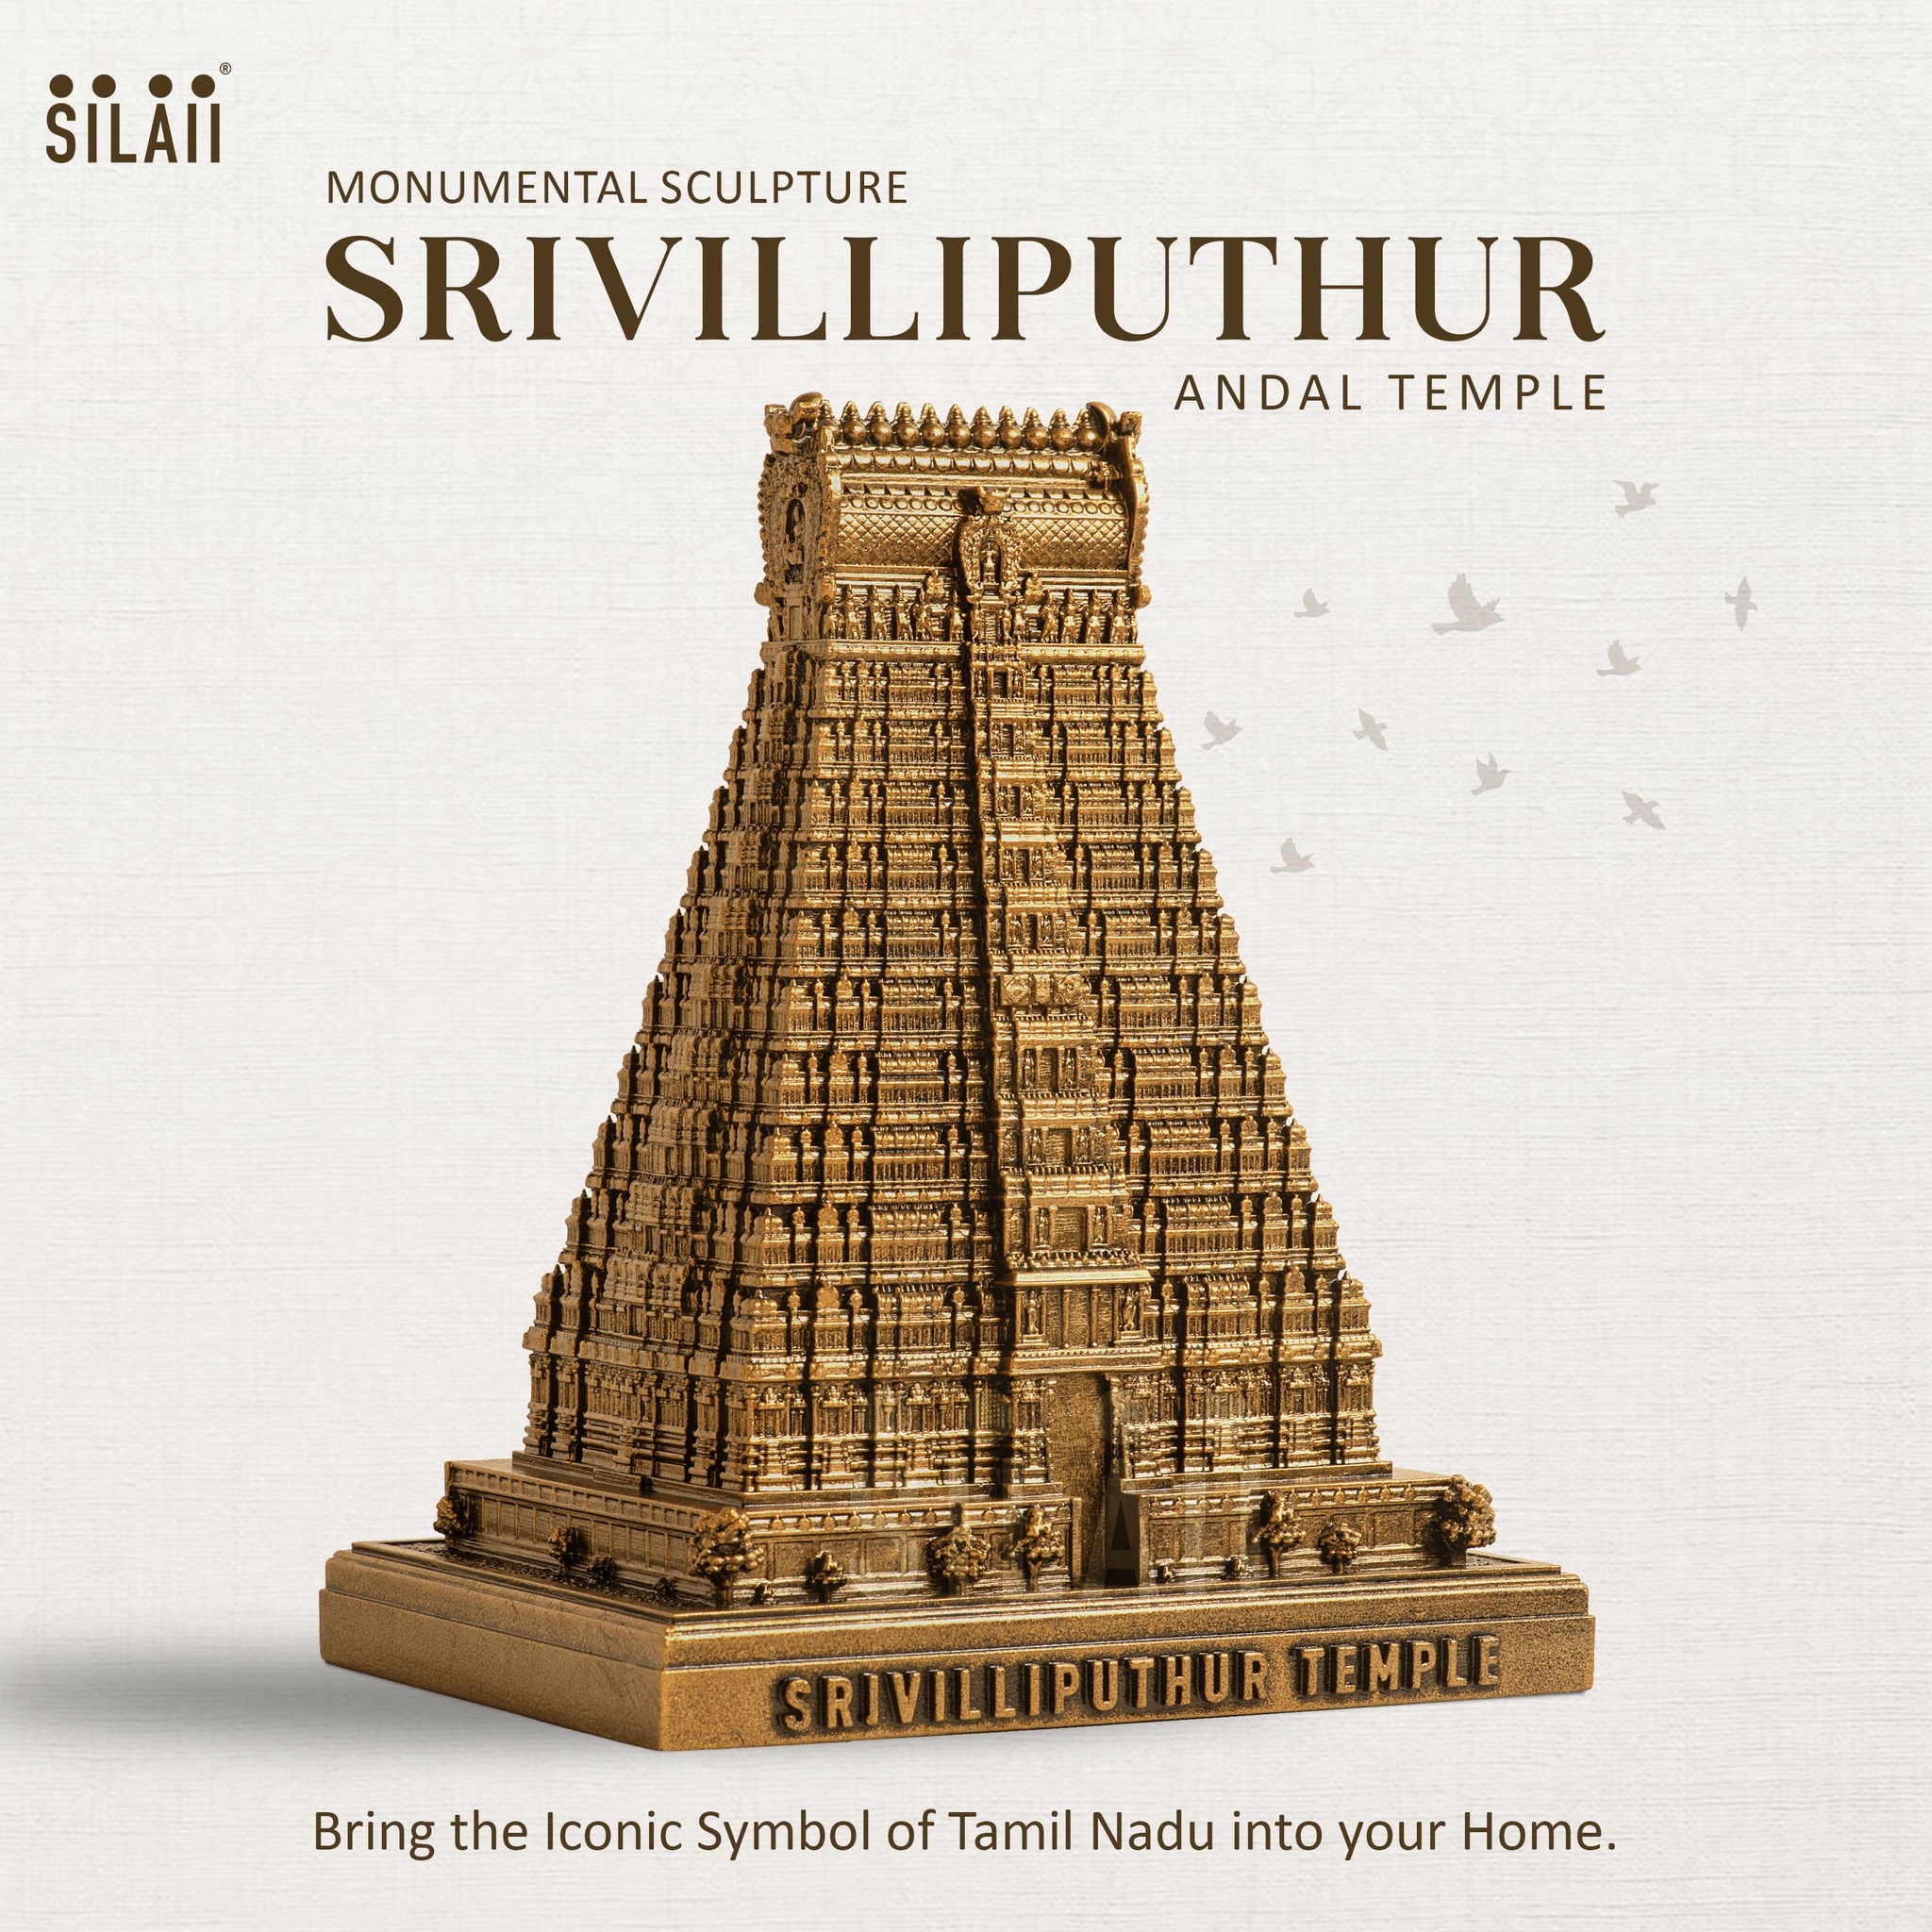 SILAII®
MONUMENTAL SCULPTURE
SRIVILLIPUTHUR
ANDAL TEMPLE
SRIVILLIPUTHUR TEMPLE
Bring the Iconic Symbol of Tamil Nadu into your Home.